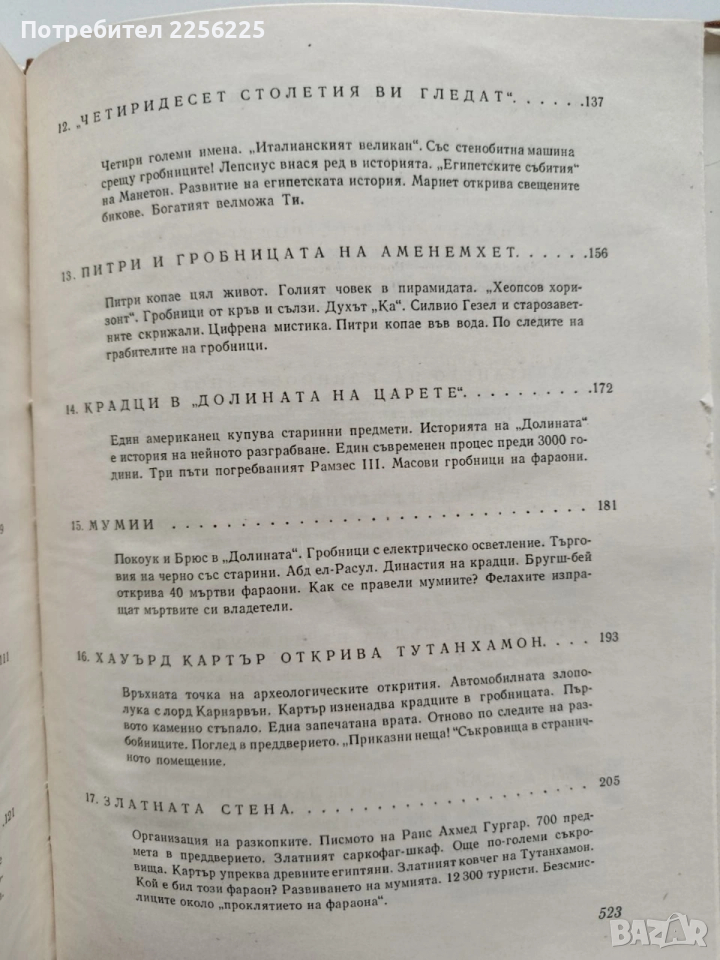 Потребител 2256225
12. „ЧЕТИРИДЕСЕТ СТОЛЕТИЯ ВИ ГЛЕДАТ“ . . . . . . 137
Четири големи имена. „Италианският великан“. Със стенобитна машина
срещу гробниците! Лепсиус внася ред в историята. „Египетските събития“
на Манетон. Развитие на египетската история. Мариет открива свещените
бикове. Богатият велможа Ти.
13. ПИТРИ И ГРОБНИЦАТА НА АМЕНЕМХЕТ. . . . . . 156
Питри копае цял живот. Голият човек в пирамидата. „Хеопсов хори-
зонт“. Гробници от кръв и сълзи. Духът „Ка“. Силвио Гезел и старозавет-
ните скрижали. Цифрена мистика. Питри копае във вода. По следите на
грабителите на гробници.
14. КРАДЦИ В „ДОЛИНАТА НА ЦАРЕТЕ“. . . . . . . . . . 172
Един американец купува старинни предмети. Историята на „Долината“
е история на нейното разграбване. Един съвременен процес преди 3000 го-
дини. Три пъти погребваният Рамзес III. Масови гробници на фараони.
15. МУМИИ . . . . . . . . . . . . . . . . . . . . . . . . . . . 181
Покоук и Брюс в „Долината“. Гробници с електрическо осветление. Търго-
вия на черно със старини. Абд ел-Расул. Династия на крадци. Бругш-бей
открива 40 мъртви фараони. Как се правели мумиите? Фелахите изпра-
щат мъртвите си владетели.
16. ХАУЪРД КАРТЪР ОТКРИВА ТУТАНХАМОН. . . . 193
Връхната точка на археологическите открития. Автомобилната злопо-
лука с лорд Карнарвън. Картър изненадва крадците в гробницата. Пър-
вото каменно стъпало. Една запечатана врата. Отново по следите на раз-
бойниците. Поглед в преддверието. „Приказни неща!“ Съкровища в странич-
ното помещение.
17. ЗЛАТНАТА СТЕНА. . . . . . . . . . . . . . . . . . . . 205
Организация на разкопките. Писмото на Раис Ахмед Гургар. 700 пред-
мета в преддверието. Златният саркофаг-шкаф. Още по-големи съкро-
вища. Картър упреква древните египтяни. Златният ковчег на Тутанхамон.
Кой е бил този фараон? Развиването на мумията. 12 300 туристи. Безсмис-
лиците около „проклятието на фараона“.
523
111
.121
BAZAR